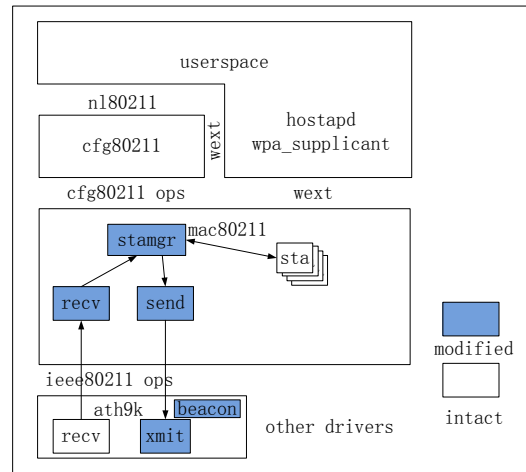 userspace
nl80211
wext
hostapd
wpa_supplicant
cfg80211
cfg80211 ops
wext
mac80211
stamgr
sta
recv
send
modified
ieee80211 ops
ath9k
beacon
recv
xmit
other drivers
intact